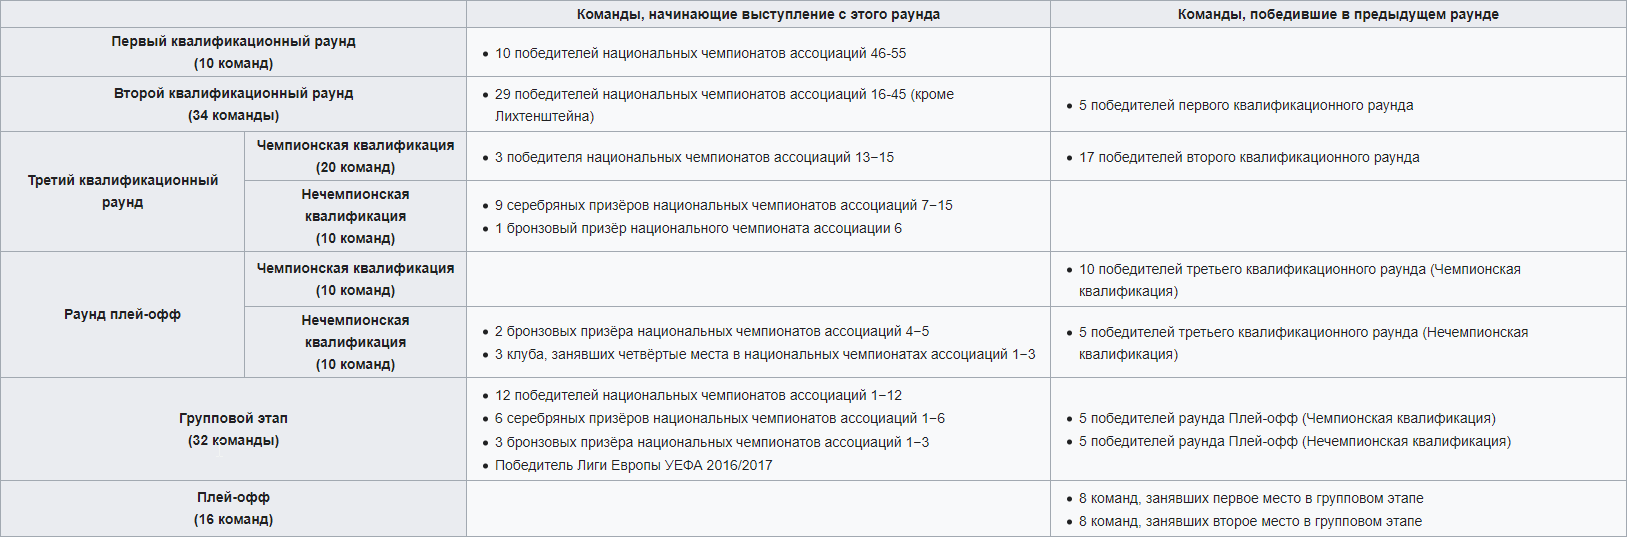 Команды, начинающие выступление с этого раунда
Команды, победившие в предыдущем раунде
Первый квалификационный раунд
(10 команд)
• 10 победителей национальных чемпионатов ассоциаций 46-55
Второй квалификационный раунд
(34 команды)
• 29 победителей национальных чемпионатов ассоциаций 16-45 (кроме
Лихтенштейна)
• 5 победителей первого квалификационного раунда
Третий квалификационный
раунд
Чемпионская квалификация
(20 команд)
• 3 победителя национальных чемпионатов ассоциаций 13−15
• 17 победителей второго квалификационного раунда
Нечемпионская
квалификация
(10 команд)
• 9 серебряных призёров национальных чемпионатов ассоциаций 7−15
• 1 бронзовый призёр национального чемпионата ассоциации 6
Раунд плей-офф
Чемпионская квалификация
(10 команд)
• 10 победителей третьего квалификационного раунда (Чемпионская
квалификация)
Нечемпионская
квалификация
(10 команд)
• 2 бронзовых призёра национальных чемпионатов ассоциаций 4−5
• 3 клуба, занявших четвёртые места в национальных чемпионатах ассоциаций 1−3
• 5 победителей третьего квалификационного раунда (Нечемпионская
квалификация)
Групповой этап
(32 команды)
• 12 победителей национальных чемпионатов ассоциаций 1−12
• 6 серебряных призёров национальных чемпионатов ассоциаций 1−6
• 3 бронзовых призёра национальных чемпионатов ассоциаций 1−3
• Победитель Лиги Европы УЕФА 2016/2017
• 5 победителей раунда Плей-офф (Чемпионская квалификация)
• 5 победителей раунда Плей-офф (Нечемпионская квалификация)
Плей-офф
(16 команд)
• 8 команд, занявших первое место в групповом этапе
• 8 команд, занявших второе место в групповом этапе